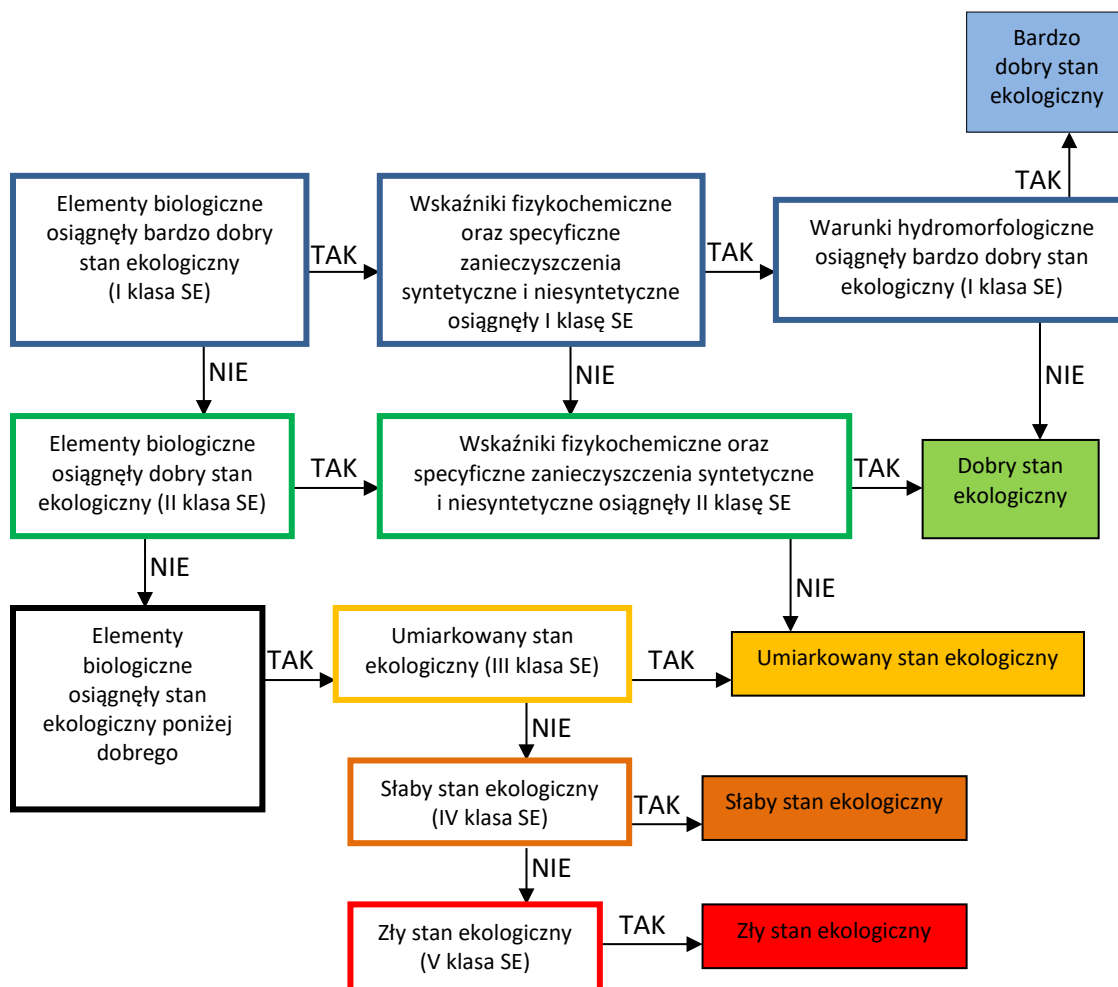 Bardzo
dobry stan
ekologiczny
TAK
Elementy biologiczne
osiągnęły bardzo dobry
stan ekologiczny
(I klasa SE)
TAK
Wskaźniki fizykochemiczne
oraz specyficzne
zanieczyszczenia
syntetyczne i niesyntetyczne
osiągnęły I klasę SE
TAK
Warunki hydromorfologiczne
osiągnęły bardzo dobry stan
ekologiczny (I klasa SE)
NIE
NIE
NIE
Elementy biologiczne
osiągnęły dobry stan
ekologiczny (II klasa SE)
TAK
Wskaźniki fizykochemiczne oraz
specyficzne zanieczyszczenia syntetyczne
i niesyntetyczne osiągnęły II klasę SE
TAK
Dobry stan
ekologiczny
NIE
NIE
Elementy
biologiczne
osiągnęły stan
ekologiczny poniżej
dobrego
TAK
Umiarkowany stan
ekologiczny (III klasa SE)
TAK
Umiarkowany stan ekologiczny
NIE
Słaby stan ekologiczny
(IV klasa SE)
TAK
Słaby stan ekologiczny
NIE
Zły stan ekologiczny
(V klasa SE)
TAK
Zły stan ekologiczny